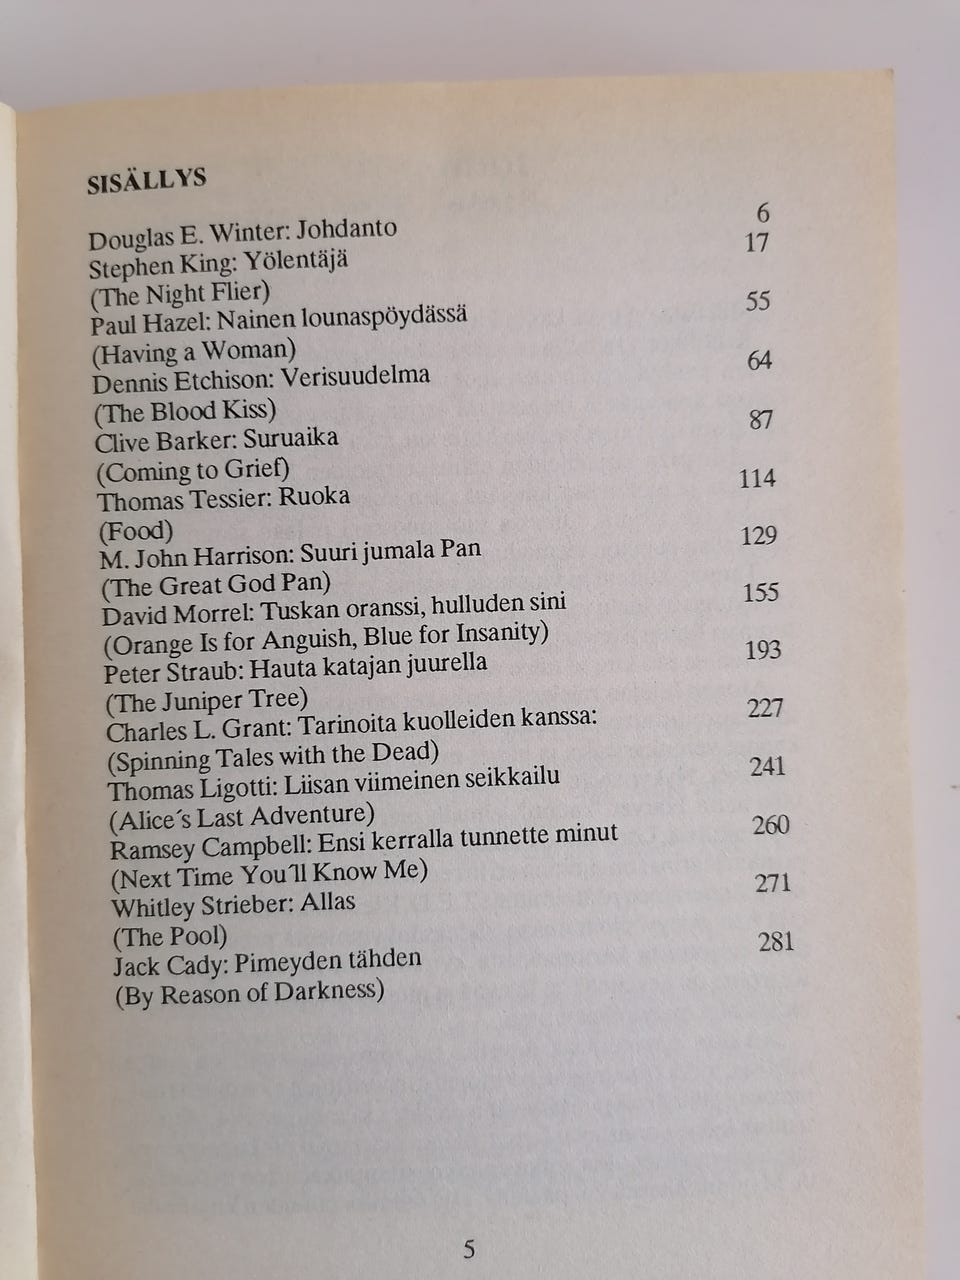 SISÄLLYS
Douglas E. Winter: Johdanto 6
Stephen King: Yölentäjä 17
(The Night Flier)
Paul Hazel: Nainen lounaspöydässä 55
(Having a Woman)
Dennis Etchison: Verisuudelma 64
(The Blood Kiss)
Clive Barker: Suruaika 87
(Coming to Grief)
Thomas Tessier: Ruoka 114
(Food)
M. John Harrison: Suuri jumala Pan 129
(The Great God Pan)
David Morrel: Tuskan oranssi, hulluden sini 155
(Orange Is for Anguish, Blue for Insanity)
Peter Straub: Hauta katajan juurella 193
(The Juniper Tree)
Charles L. Grant: Tarinoita kuolleiden kanssa: 227
(Spinning Tales with the Dead)
Thomas Ligotti: Liisan viimeinen seikkailu 241
(Alice´s Last Adventure)
Ramsey Campbell: Ensi kerralla tunnette minut 260
(Next Time You´ll Know Me)
Whitley Strieber: Allas 271
(The Pool)
Jack Cady: Pimeyden tähden 281
(By Reason of Darkness)
5